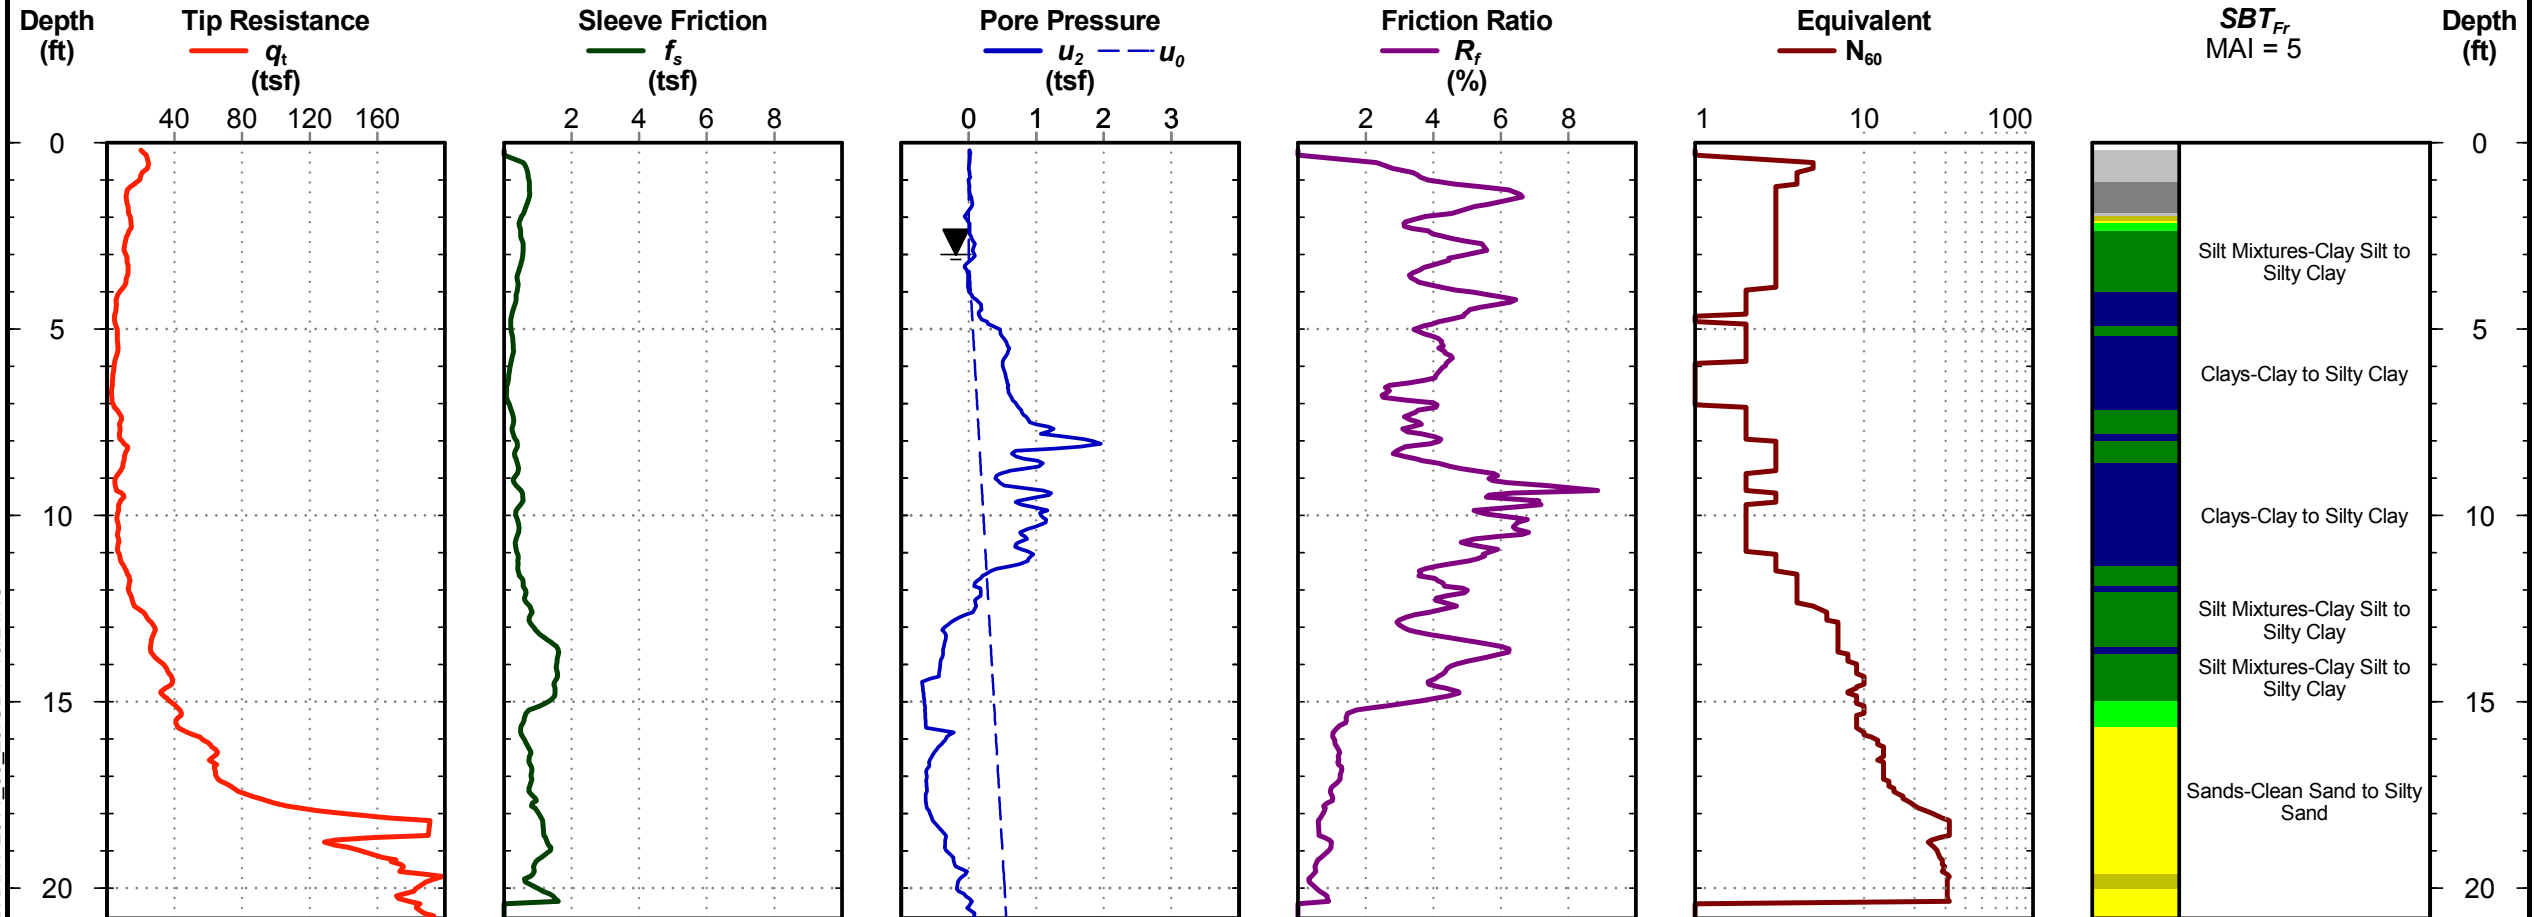 Depth
(ft)
Tip Resistance
qt
(tsf)
Sleeve Friction
fs
(tsf)
Pore Pressure
u2 u0
(tsf)
Friction Ratio
Rf
(%)
Equivalent
N60
SBTFr
MAI = 5
Depth
(ft)
40 80 120 160
2 4 6 8
0 1 2 3
2 4 6 8
1 10 100
0
5
10
15
20
Silt Mixtures-Clay Silt to
Silty Clay
Clays-Clay to Silty Clay
Clays-Clay to Silty Clay
Silt Mixtures-Clay Silt to
Silty Clay
Silt Mixtures-Clay Silt to
Silty Clay
Sands-Clean Sand to Silty
Sand
0
5
10
15
20